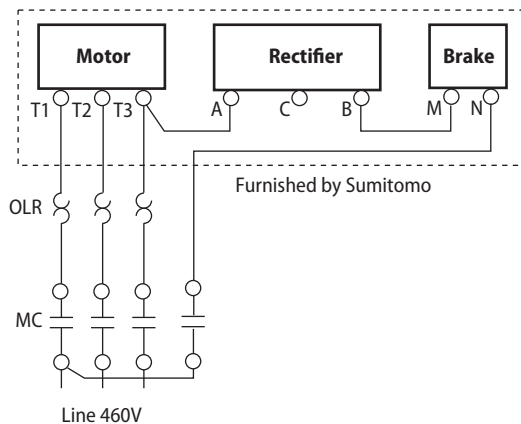 Motor Rectifier Brake
T1 T2 T3 A C B M N
Furnished by Sumitomo
OLR
MC
Line 460V